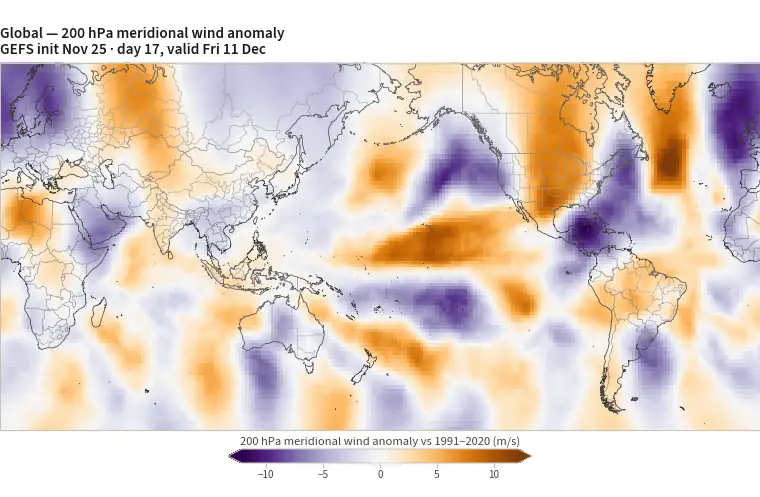 Global — 200 hPa meridional wind anomaly
GEFS init Nov 25 · day 17, valid Fri 11 Dec
200 hPa meridional wind anomaly vs 1991–2020 (m/s)
−10 −5 0 5 10